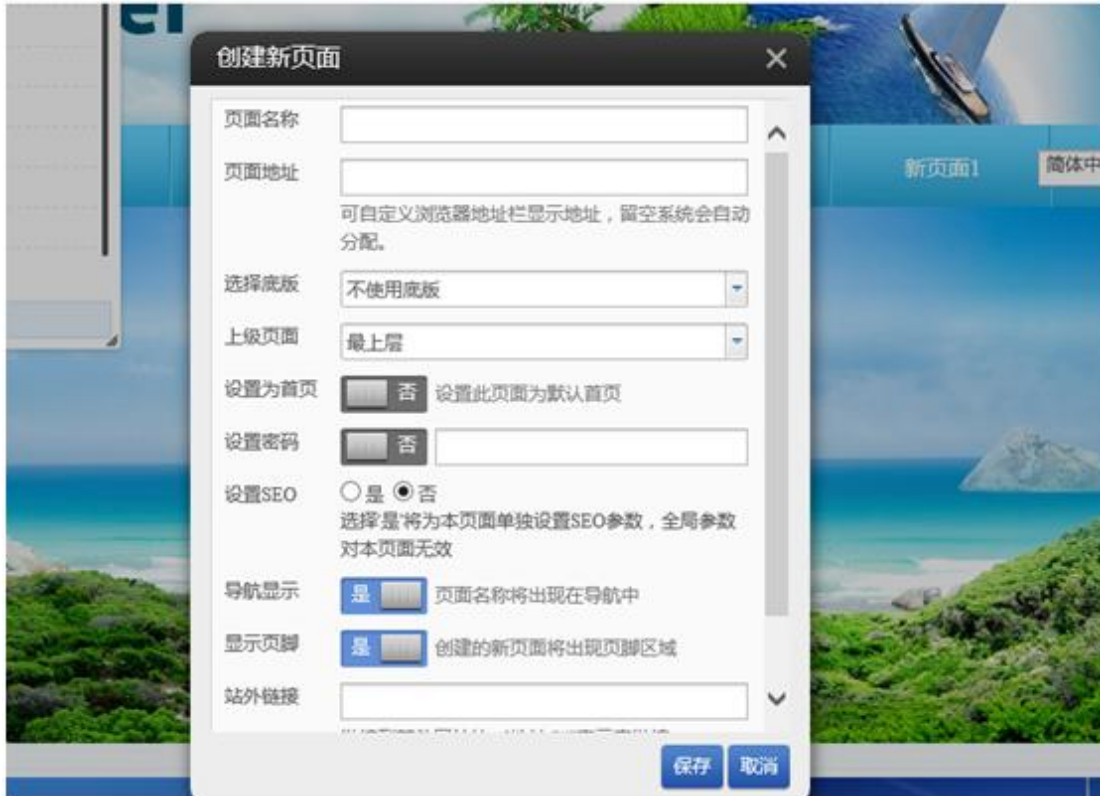 创建新页面
页面名称
新页面1
简体中
页面地址
可自定义浏览器地址栏显示地址，留空系统会自动
分配。
选择底版 不使用底版
上级页面 最上层
设置为首页 否 设置此页面为默认首页
设置密码 否
设置SEO 是 否
选择'是'将为本页面单独设置SEO参数，全局参数
对本页面无效
导航显示 是 页面名称将出现在导航中
显示页脚 是 创建的新页面将出现页脚区域
站外链接
保存 取消